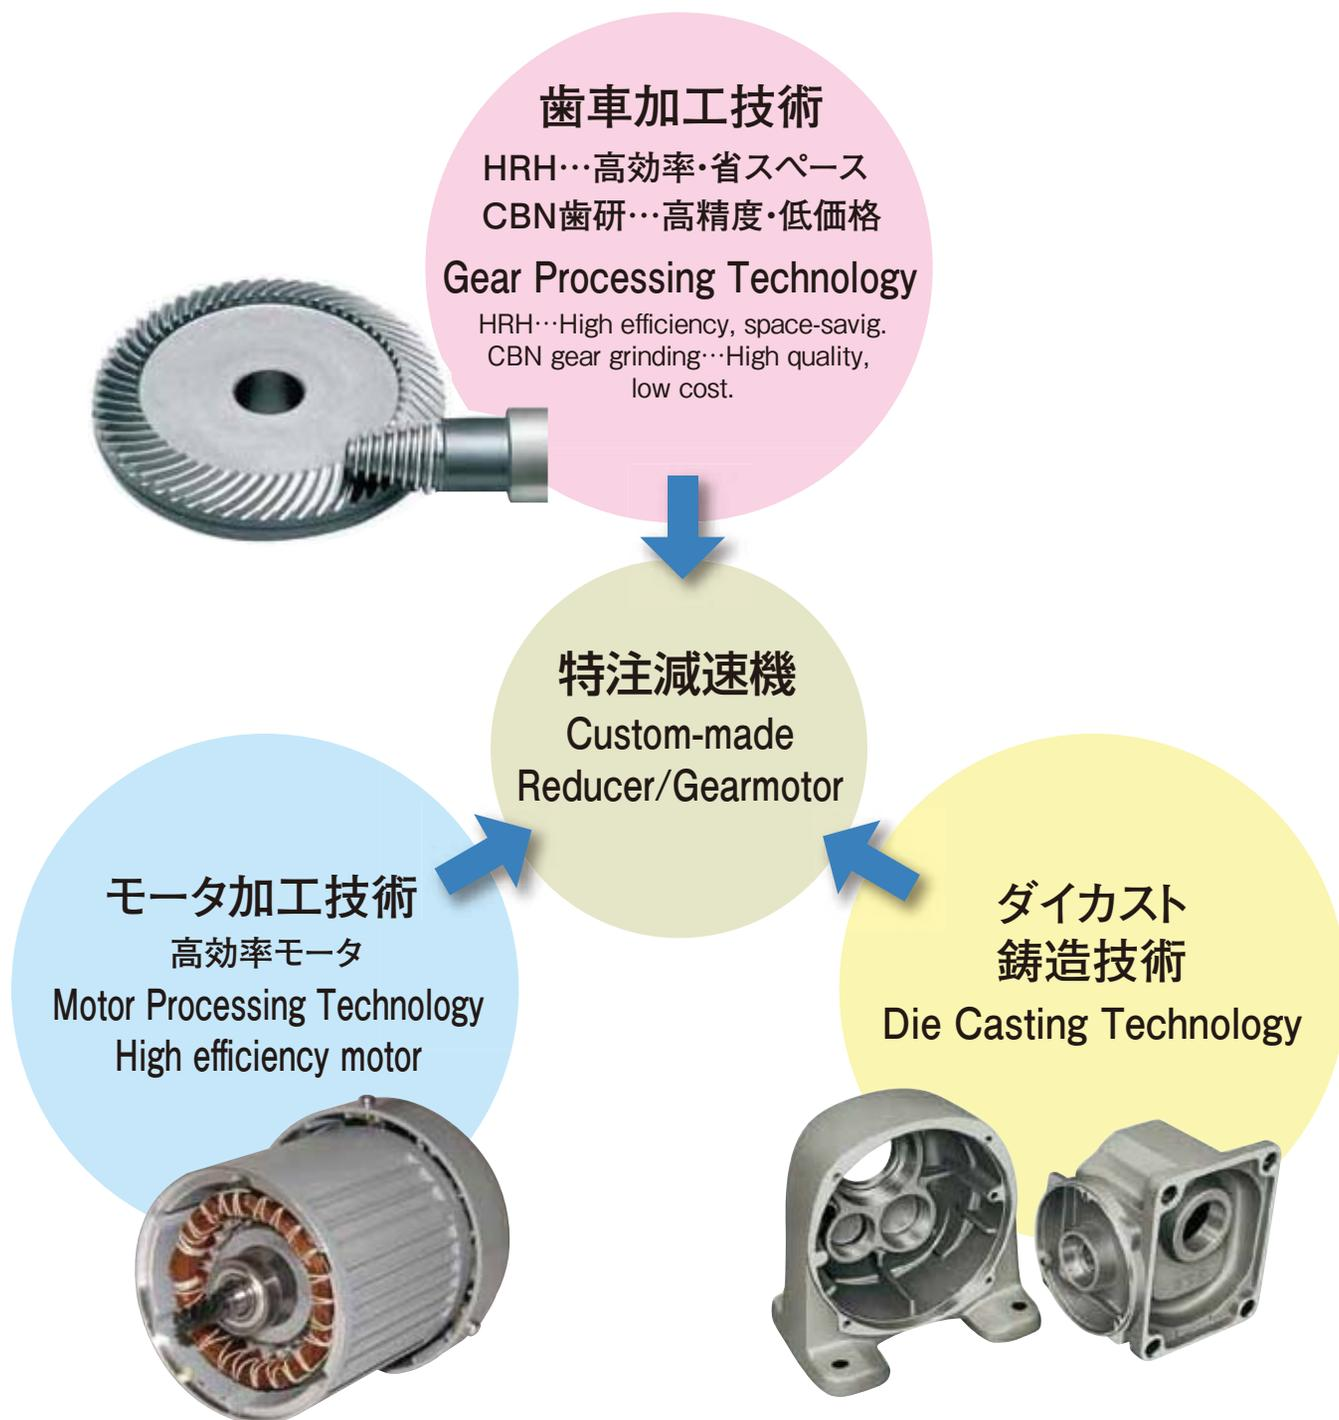 歯車加工技術
HRH…高効率・省スペース
CBN歯研…高精度・低価格
Gear Processing Technology
HRH…High efficiency, space-savig.
CBN gear grinding…High quality,
low cost.
特注減速機
Custom-made
Reducer/Gearmotor
モータ加工技術
高効率モータ
Motor Processing Technology
High efficiency motor
ダイカスト
鋳造技術
Die Casting Technology